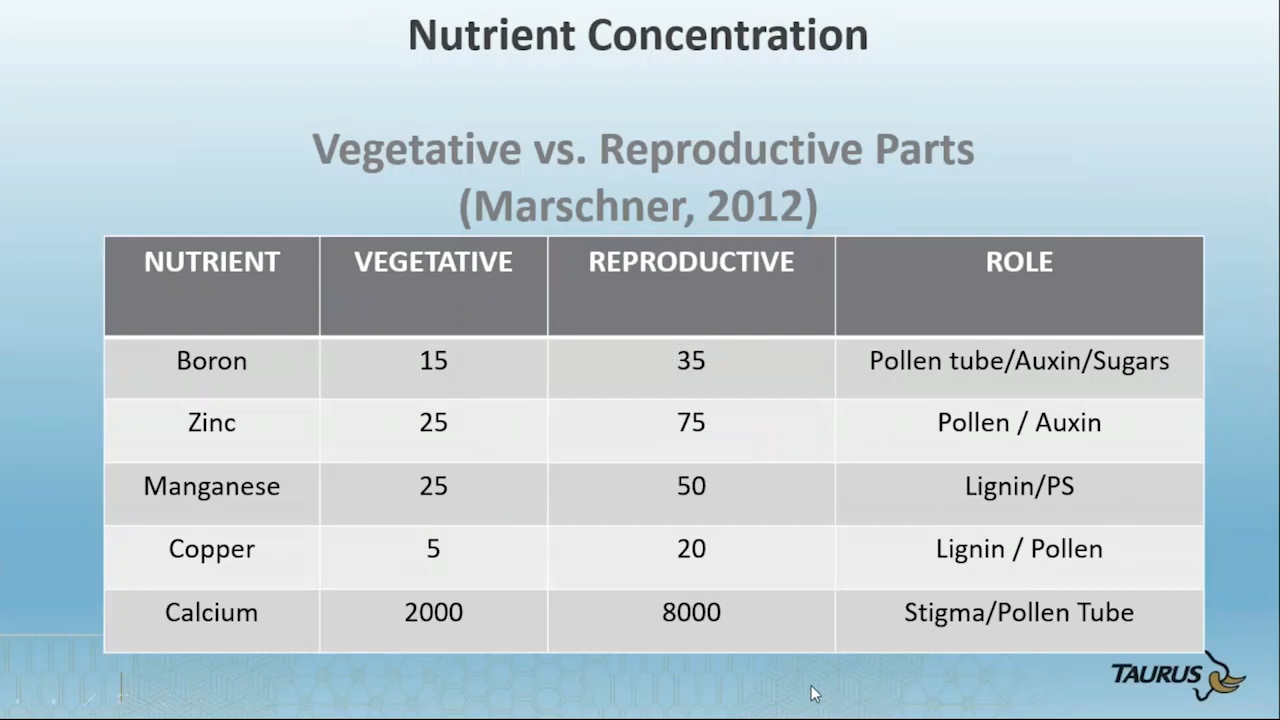 Nutrient Concentration
Vegetative vs. Reproductive Parts
(Marschner, 2012)
NUTRIENT VEGETATIVE REPRODUCTIVE ROLE
Boron 15 35 Pollen tube/Auxin/Sugars
Zinc 25 75 Pollen / Auxin
Manganese 25 50 Lignin/PS
Copper 5 20 Lignin / Pollen
Calcium 2000 8000 Stigma/Pollen Tube
TAURUS